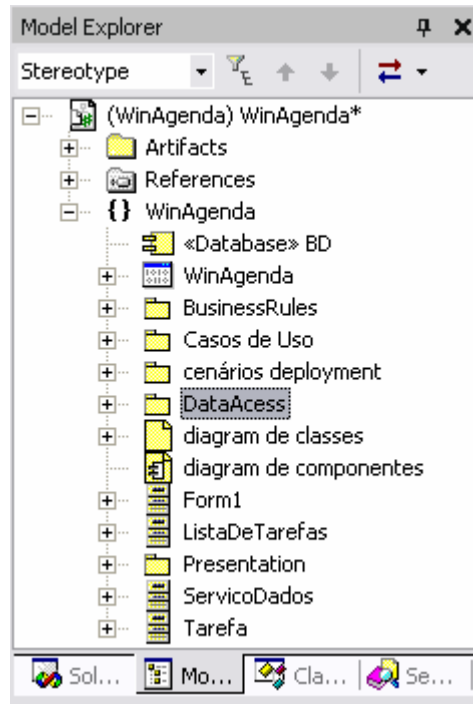 Model Explorer
Stereotype
(WinAgenda) WinAgenda*
Artifacts
References
{} WinAgenda
«Database» BD
WinAgenda
BusinessRules
Casos de Uso
cenários deployment
DataAcess
diagram de classes
diagram de componentes
Form1
ListaDeTarefas
Presentation
ServicoDados
Tarefa
Sol... Mo... Cla... Se...